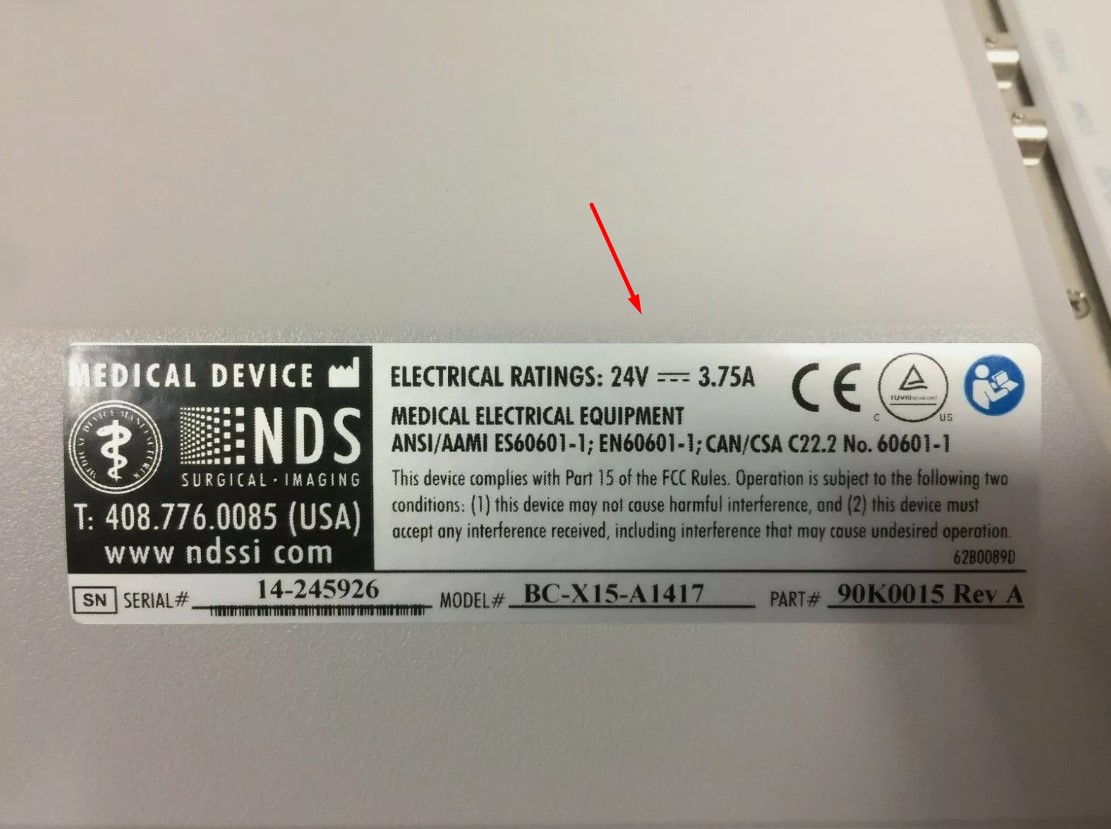 MEDICAL DEVICE
NDS
SURGICAL · IMAGING
T: 408.776.0085 (USA)
www ndssi com
ELECTRICAL RATINGS: 24V ⎓ 3.75A
MEDICAL ELECTRICAL EQUIPMENT
ANSI/AAMI ES60601-1; EN60601-1; CAN/CSA C22.2 No. 60601-1
This device complies with Part 15 of the FCC Rules. Operation is subject to the following two
conditions: (1) this device may not cause harmful interference, and (2) this device must
accept any interference received, including interference that may cause undesired operation.
62B0089D
CE
C US
SN SERIAL# 14-245926 MODEL# BC-X15-A1417 PART# 90K0015 Rev A